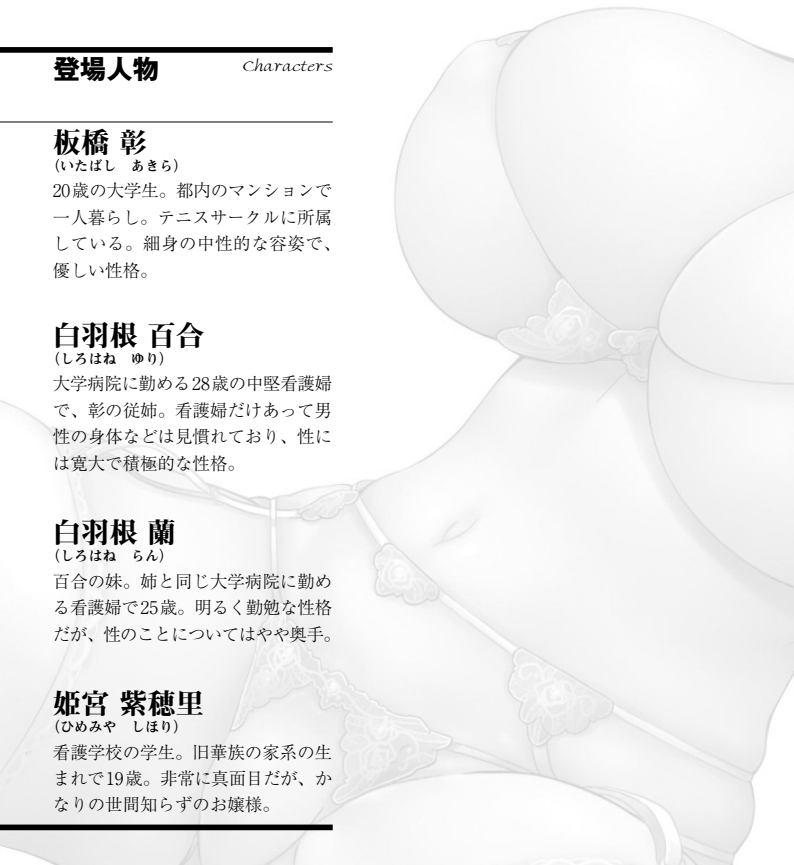 登場人物 Characters
板橋 彰
(いたばし あきら)
20歳の大学生。都内のマンションで
一人暮らし。テニスサークルに所属
している。細身の中性的な容姿で、
優しい性格。
白羽根 百合
(しろはね ゆり)
大学病院に勤める28歳の中堅看護婦
で、彰の従姉。看護婦だけあって男
性の身体などは見慣れており、性に
は寛大で積極的な性格。
白羽根 蘭
(しろはね らん)
百合の妹。姉と同じ大学病院に勤め
る看護婦で25歳。明るく勤勉な性格
だが、性のことについてはやや奥手。
姫宮 紫穂里
(ひめみや しほり)
看護学校の学生。旧華族の家系の生
まれで19歳。非常に真面目だが、か
なりの世間知らずのお嬢様。